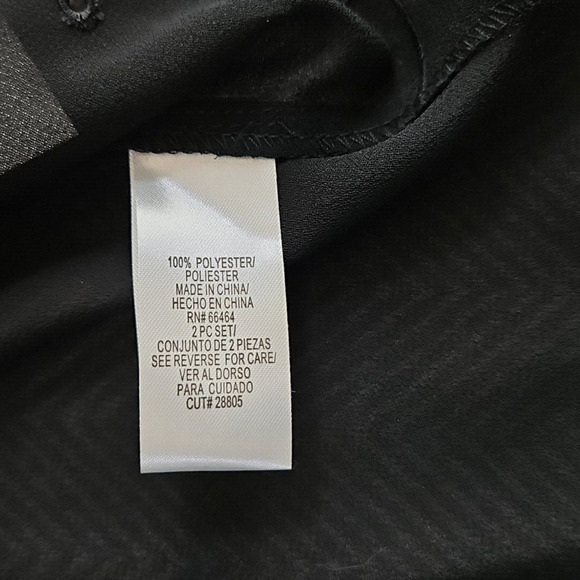 100% POLYESTER/
POLIESTER
MADE IN CHINA/
HECHO EN CHINA
RN# 66464
2 PC SET/
CONJUNTO DE 2 PIEZAS
SEE REVERSE FOR CARE/
VER AL DORSO
PARA CUIDADO
CUT# 28805